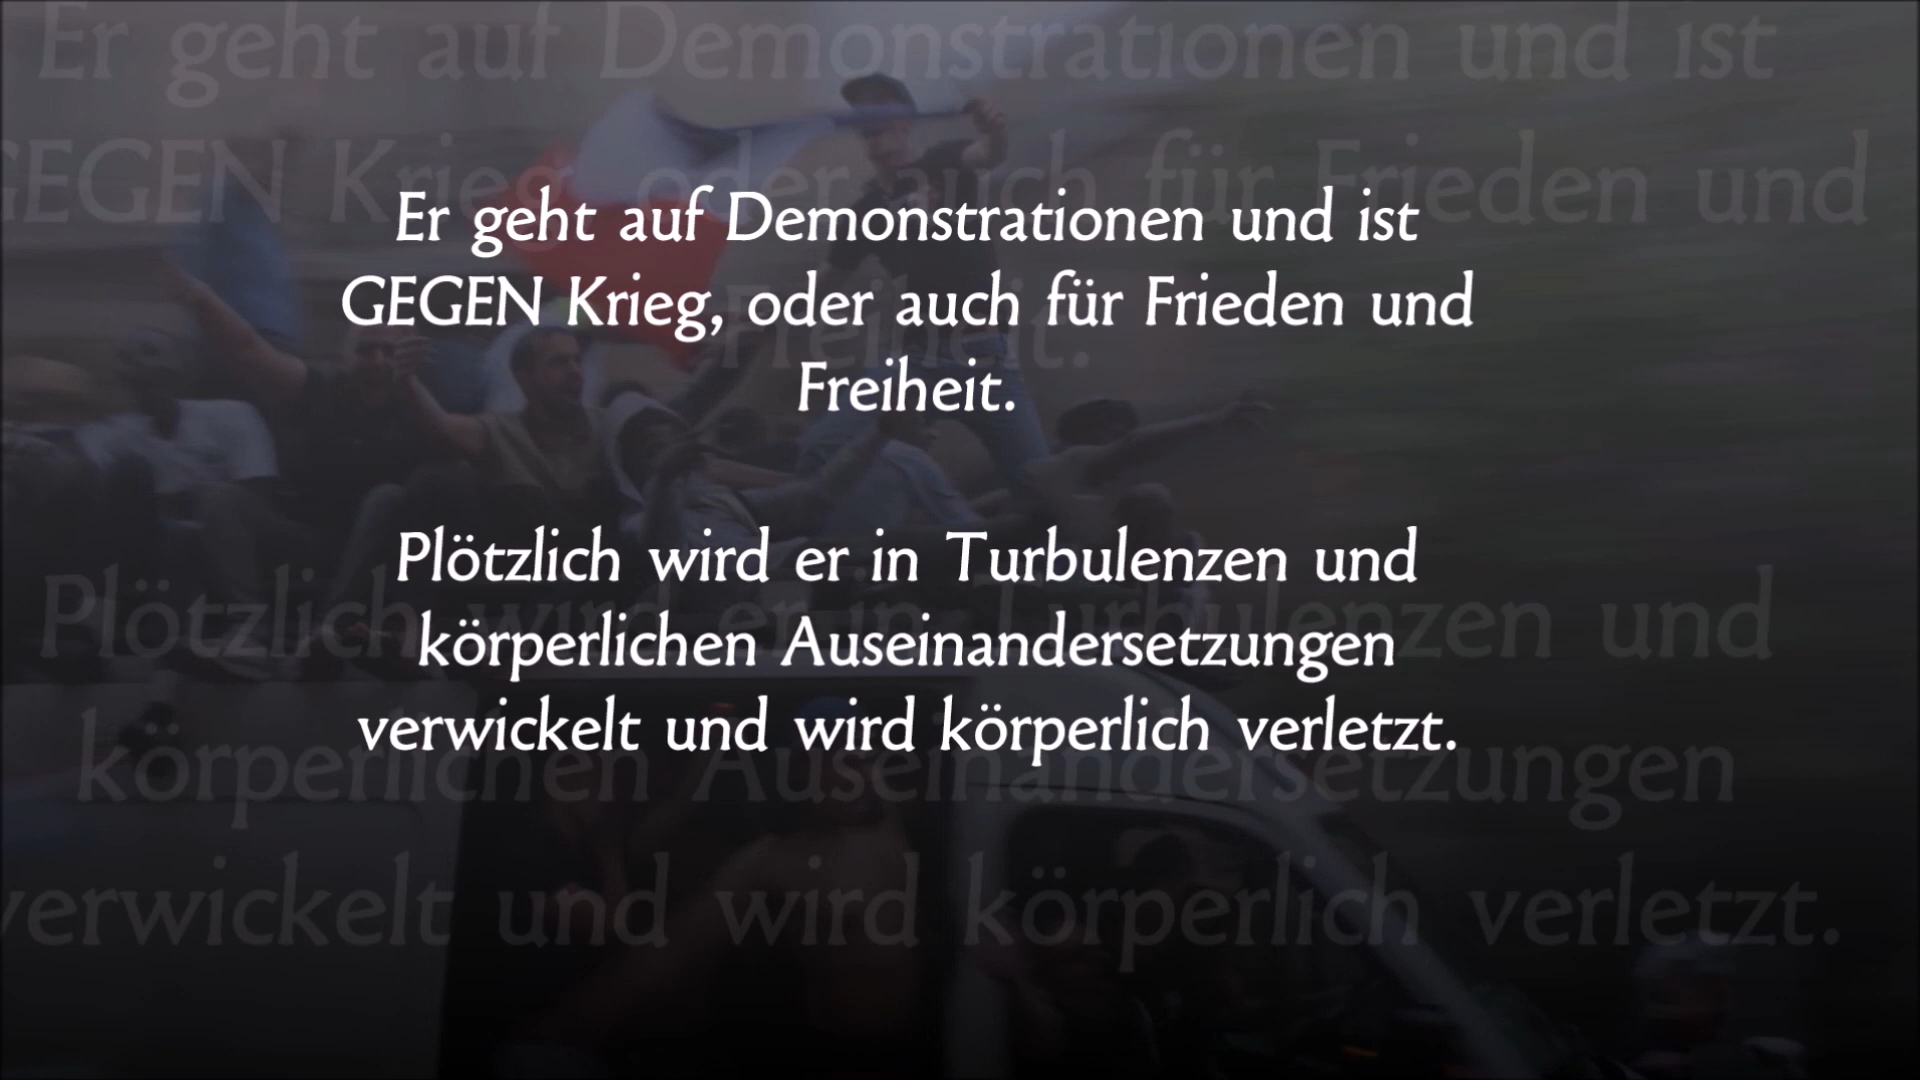 Er geht auf Demonstrationen und ist
GEGEN Krieg, oder auch für Frieden und
Freiheit.
Plötzlich wird er in Turbulenzen und
körperlichen Auseinandersetzungen
verwickelt und wird körperlich verletzt.